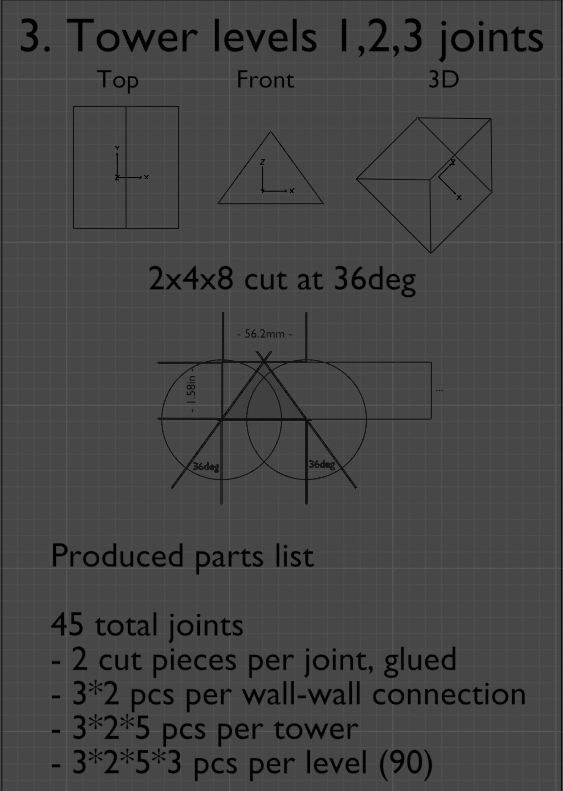 3. Tower levels 1,2,3 joints
Top Front 3D
Y
Z X
Z
X
X
2x4x8 cut at 36deg
- 56.2mm -
- 1.58in -
...
36deg 36deg
Produced parts list
45 total joints
- 2 cut pieces per joint, glued
- 3*2 pcs per wall-wall connection
- 3*2*5 pcs per tower
- 3*2*5*3 pcs per level (90)